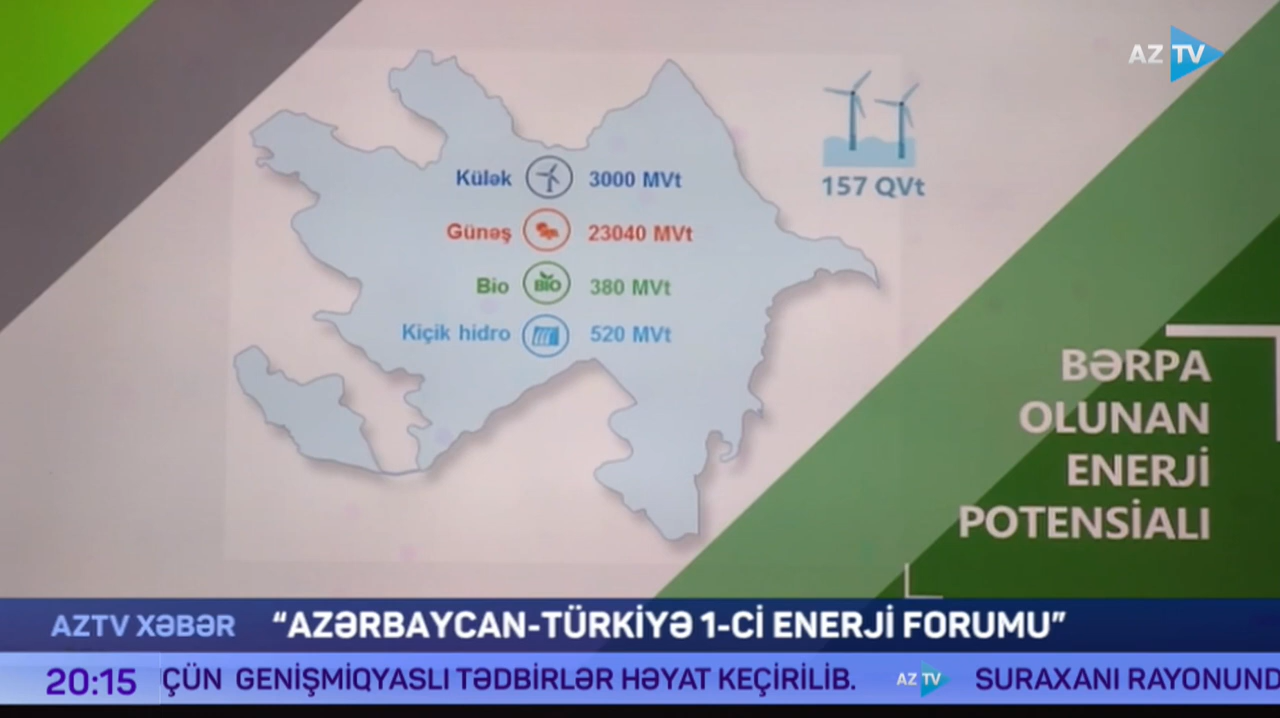 AZ TV
157 QVt
Külək 3000 MVt
Günəş 23040 MVt
Bio BİO 380 MVt
Kiçik hidro 520 MVt
BƏRPA
OLUNAN
ENERJİ
POTENSİALI
AZTV XƏBƏR “AZƏRBAYCAN-TÜRKİYƏ 1-Cİ ENERJİ FORUMU”
20:15 ÇÜN GENİŞMİQYASLI TƏDBİRLƏR HƏYAT KEÇİRİLİB. AZ TV SURAXANI RAYONUND